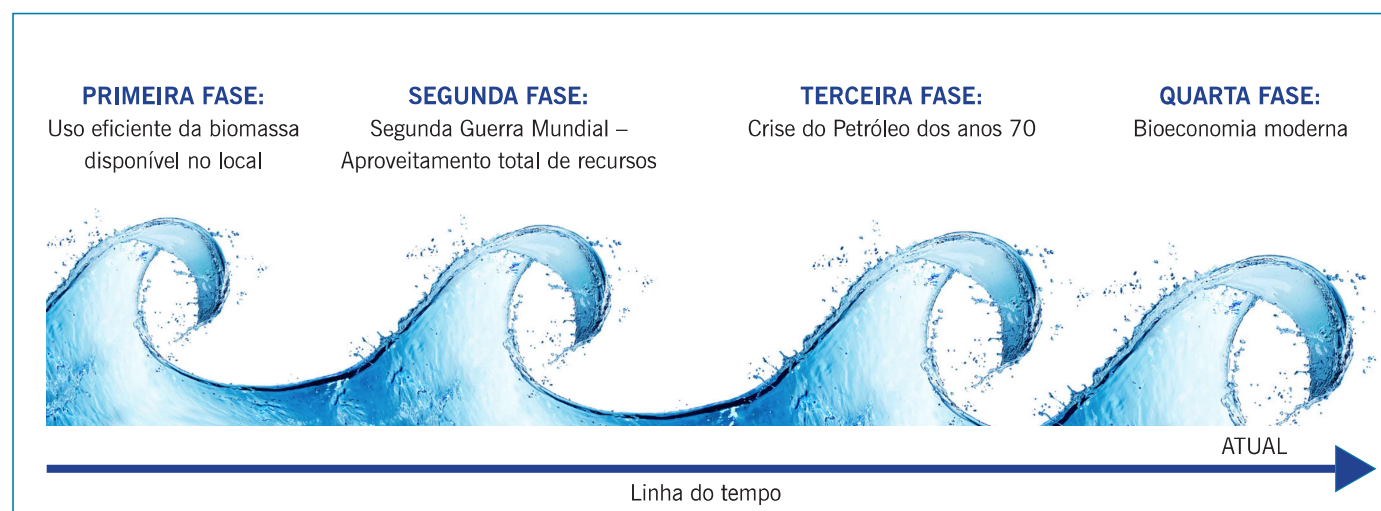 PRIMEIRA FASE:
Uso eficiente da biomassa
disponível no local
SEGUNDA FASE:
Segunda Guerra Mundial –
Aproveitamento total de recursos
TERCEIRA FASE:
Crise do Petróleo dos anos 70
QUARTA FASE:
Bioeconomia moderna
ATUAL
Linha do tempo